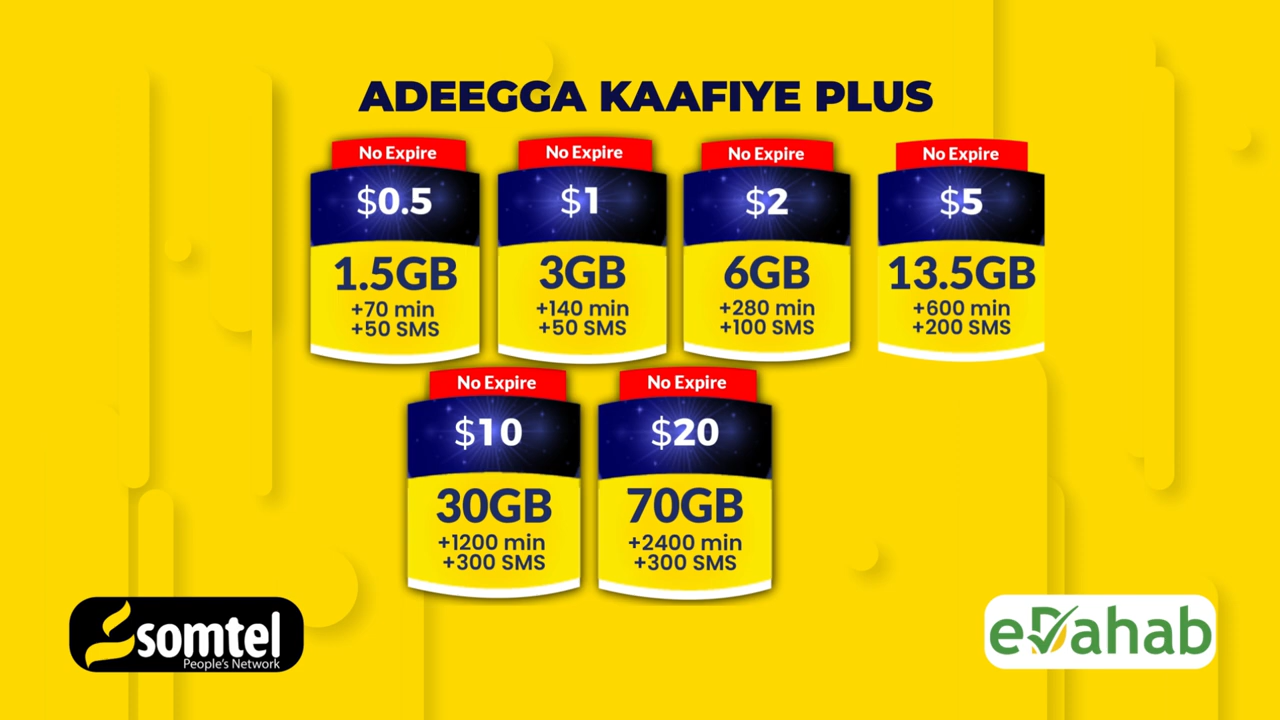 ADEEGGA KAAFIYE PLUS
No Expire
$0.5
1.5GB
+70 min
+50 SMS
No Expire
$1
3GB
+140 min
+50 SMS
No Expire
$2
6GB
+280 min
+100 SMS
No Expire
$5
13.5GB
+600 min
+200 SMS
No Expire
$10
30GB
+1200 min
+300 SMS
No Expire
$20
70GB
+2400 min
+300 SMS
somtel
People's Network
eDahab